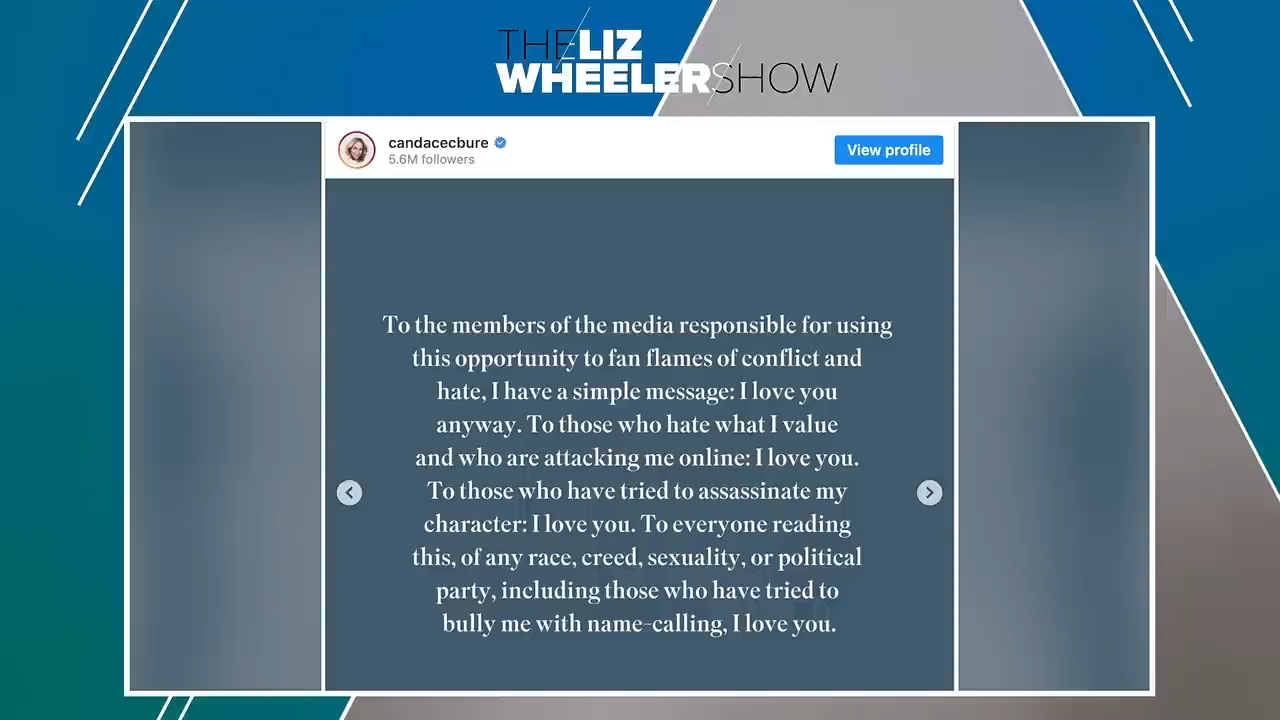 THE LIZ
WHEELER SHOW
candacecbure
5.6M followers
View profile
To the members of the media responsible for using
this opportunity to fan flames of conflict and
hate, I have a simple message: I love you
anyway. To those who hate what I value
and who are attacking me online: I love you.
To those who have tried to assassinate my
character: I love you. To everyone reading
this, of any race, creed, sexuality, or political
party, including those who have tried to
bully me with name-calling, I love you.